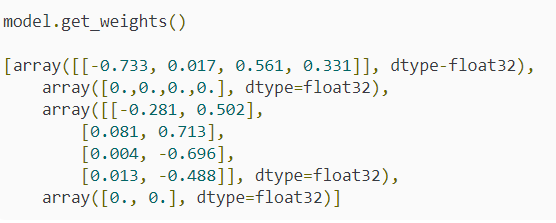 model.get_weights()
[array([[-0.733, 0.017, 0.561, 0.331]], dtype-float32),
array([0.,0.,0.,0.], dtype=float32),
array([[-0.281, 0.502],
[0.081, 0.713],
[0.004, -0.696],
[0.013, -0.488]], dtype=float32),
array([0., 0.], dtype=float32)]